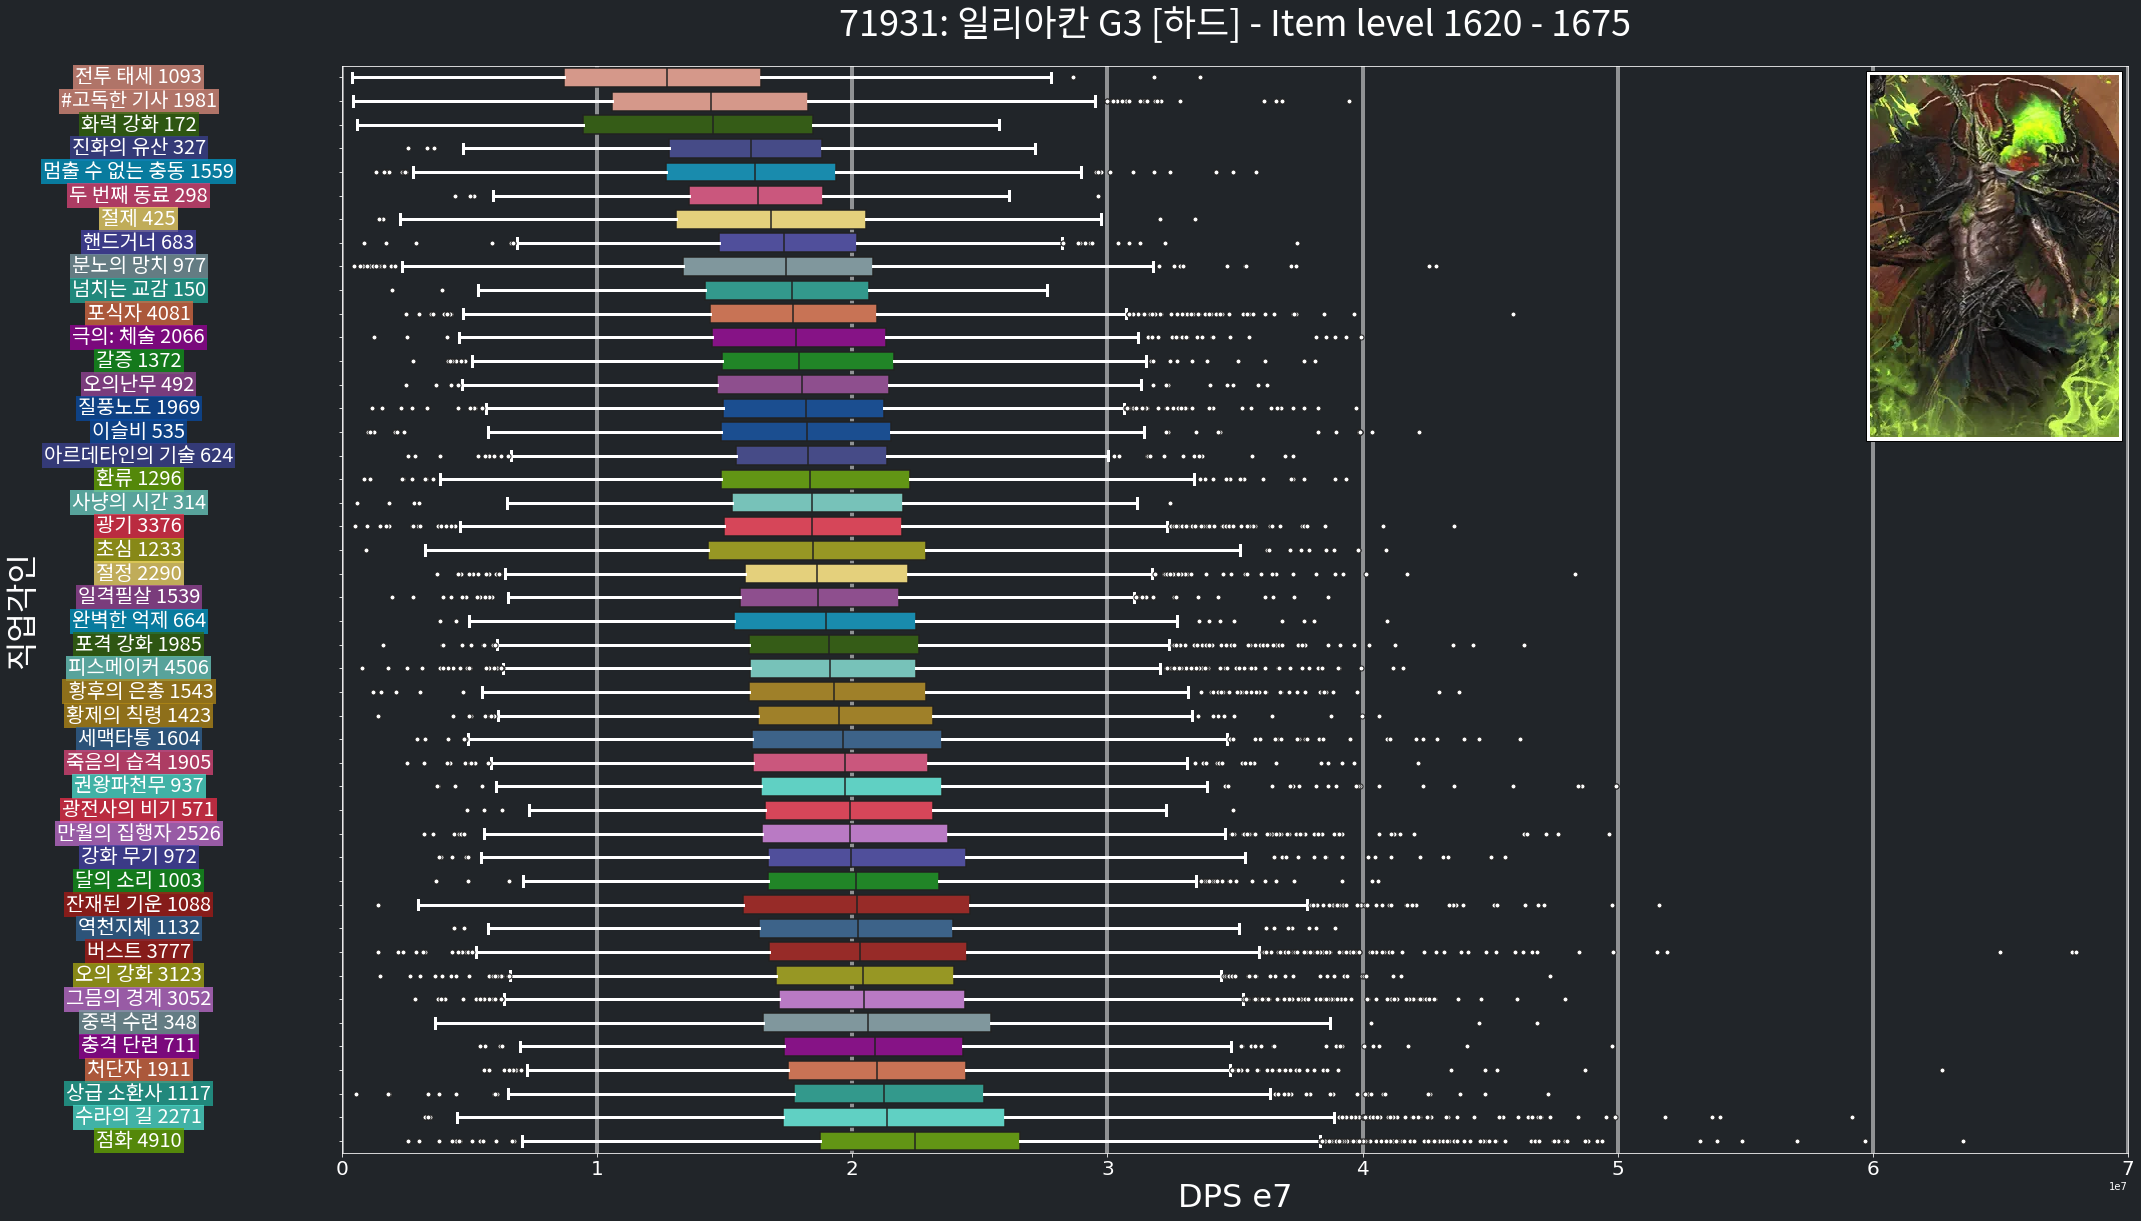 71931: 일리아칸 G3 [하드] - Item level 1620 - 1675
전투 태세 1093
#고독한 기사 1981
화력 강화 172
진화의 유산 327
멈출 수 없는 충동 1559
두 번째 동료 298
절제 425
핸드거너 683
분노의 망치 977
넘치는 교감 150
포식자 4081
극의: 체술 2066
갈증 1372
오의난무 492
질풍노도 1969
이슬비 535
아르데타인의 기술 624
환류 1296
사냥의 시간 314
광기 3376
초심 1233
절정 2290
일격필살 1539
완벽한 억제 664
포격 강화 1985
피스메이커 4506
황후의 은총 1543
황제의 칙령 1423
세맥타통 1604
죽음의 습격 1905
권왕파천무 937
광전사의 비기 571
만월의 집행자 2526
강화 무기 972
달의 소리 1003
잔재된 기운 1088
역천지체 1132
버스트 3777
오의 강화 3123
그믐의 경계 3052
중력 수련 348
충격 단련 711
처단자 1911
상급 소환사 1117
수라의 길 2271
점화 4910
직업각인
0 1 2 3 4 5 6 7
DPS e7
1e7